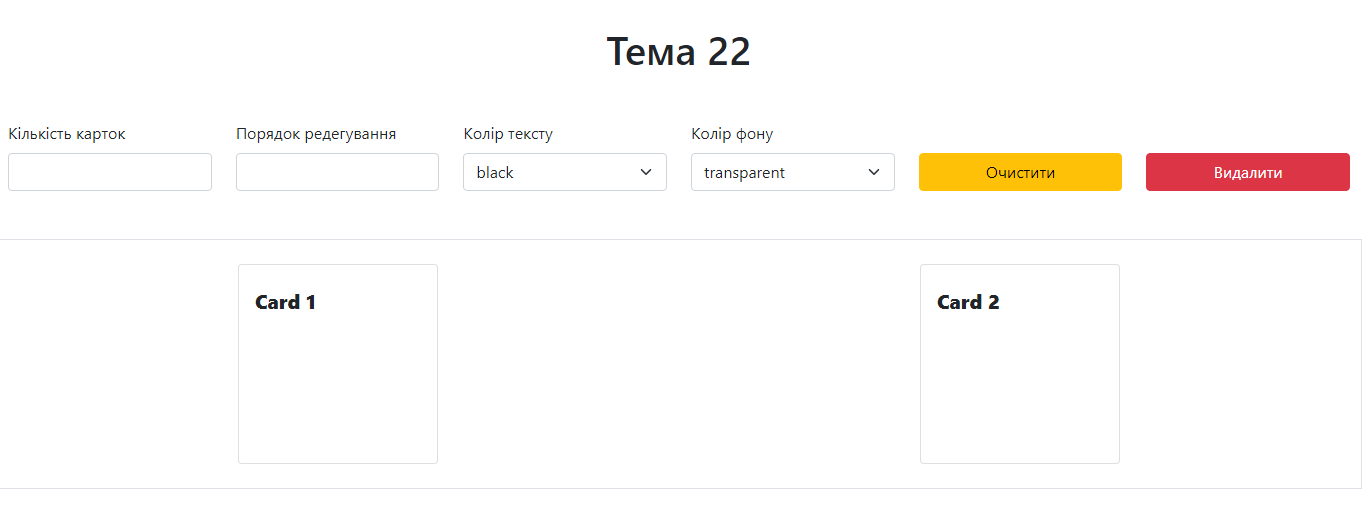 Тема 22
Кількість карток
Порядок редегування
Колір тексту
Колір фону
black
transparent
Очистити
Видалити
Card 1
Card 2